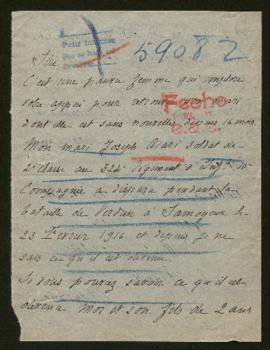 59082
Sire
C'est une pauvre femme qui implore
votre appui pour retrouver son mari
dont elle est sans nouvelles depuis 16 mois
Fecho
Mon mari Joseph soldat de
2e classe au 324e Régiment d'Inf
Compagnie a disparu pendant la
bataille de Verdun à Samogneux le
23 Février 1916 et depuis je ne
sais ce qu'il est devenu
Si vous pouvez savoir ce qu'il est
devenu Moi et son fils de 2 ans